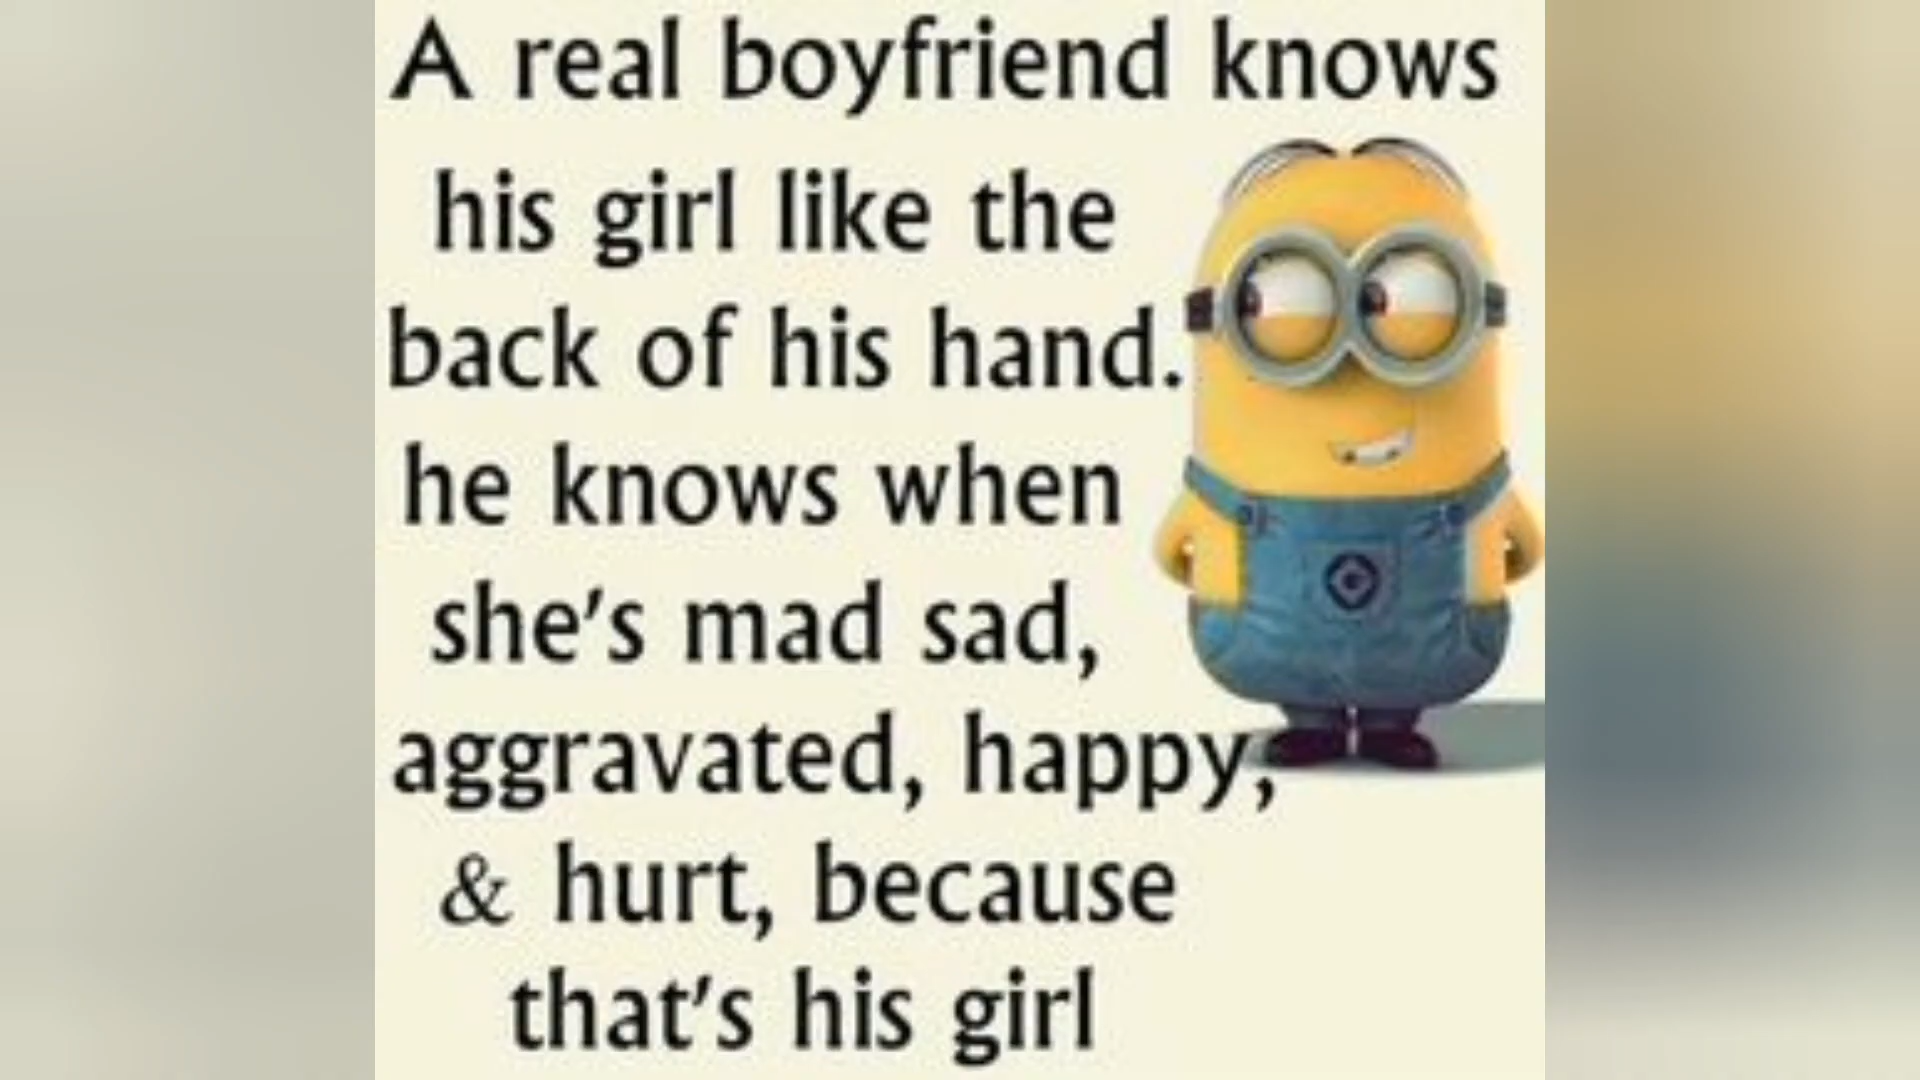 A real boyfriend knows
his girl like the
back of his hand.
he knows when
she's mad sad,
aggravated, happy,
& hurt, because
that's his girl